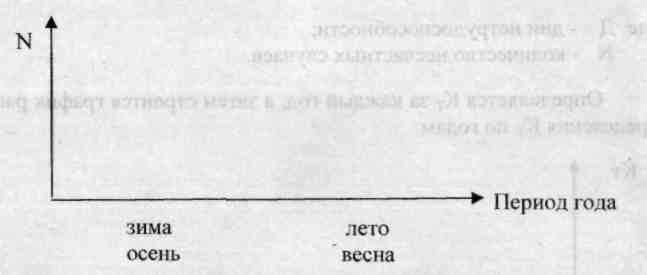 N
Период года
зима
осень
лето
весна